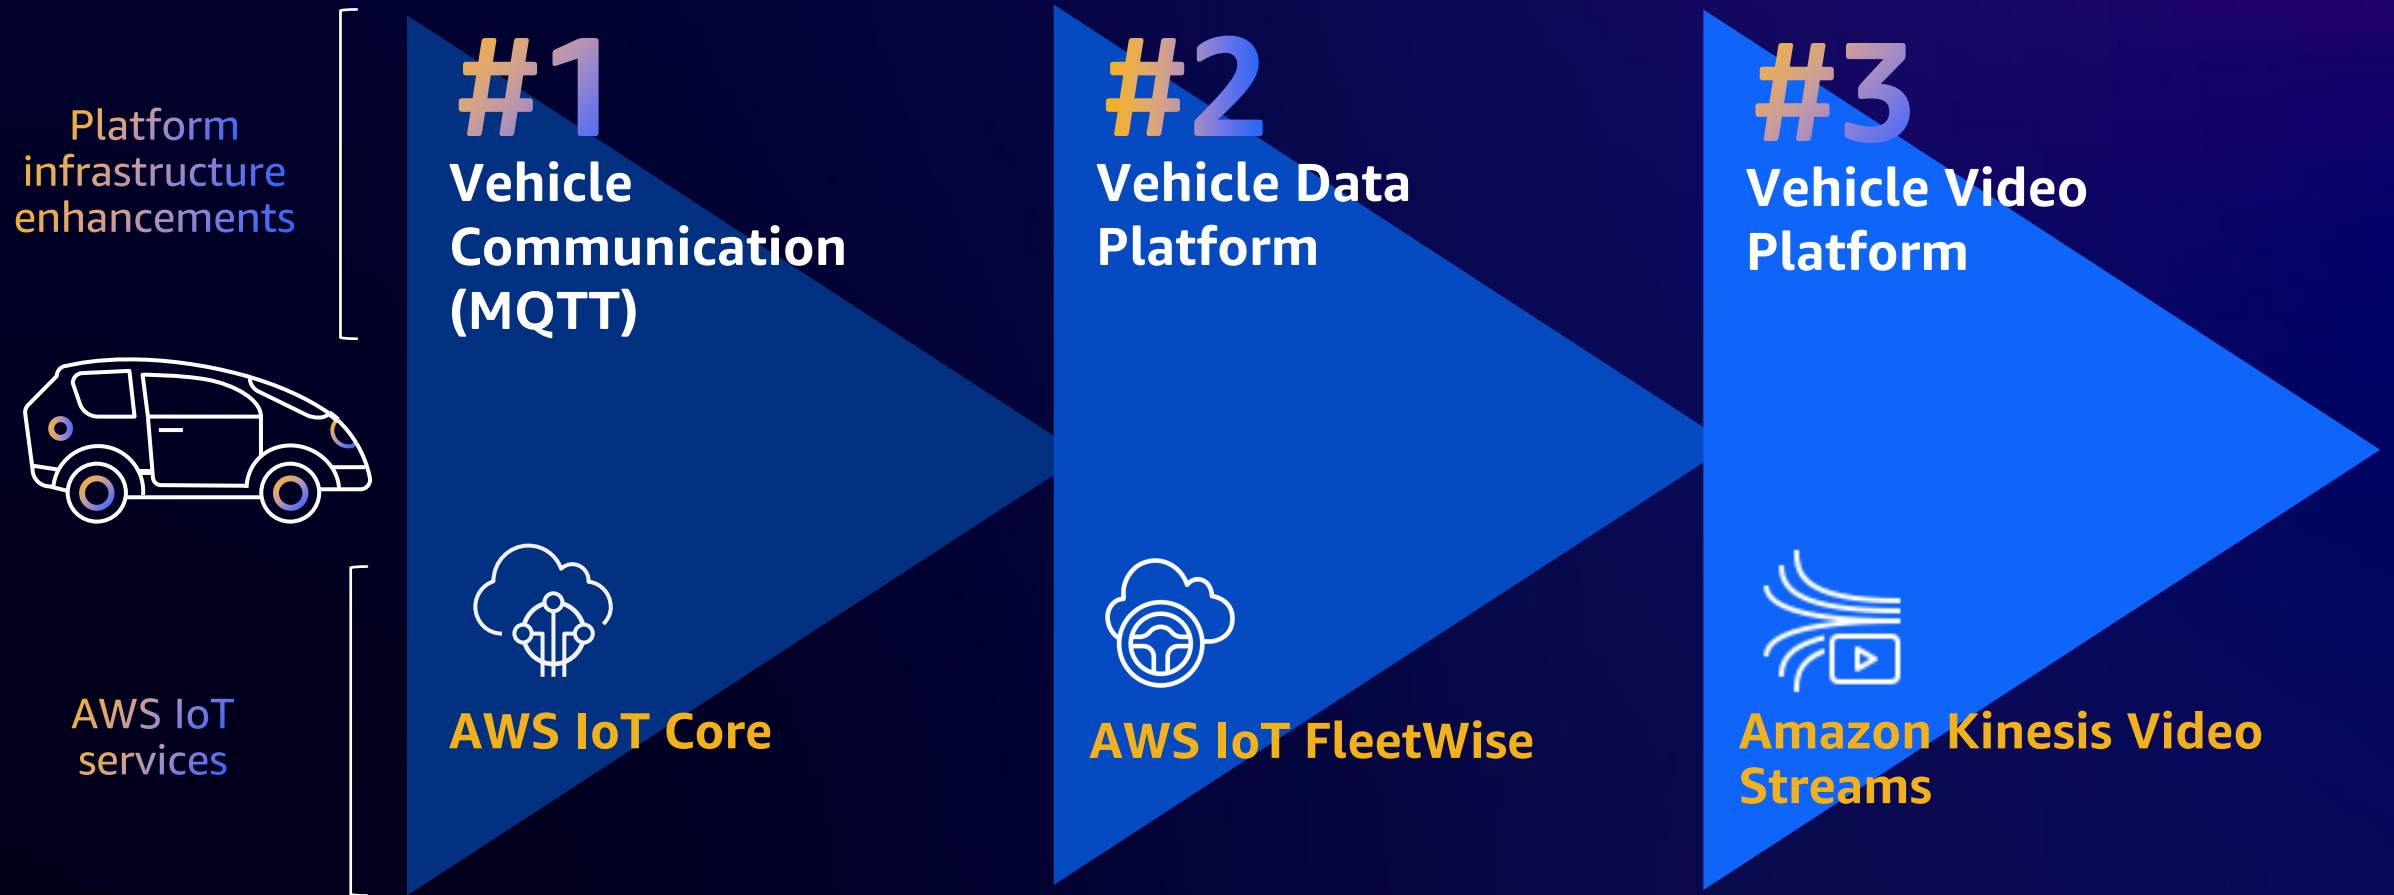 Platform
infrastructure
enhancements
#1
Vehicle
Communication
(MQTT)
#2
Vehicle Data
Platform
#3
Vehicle Video
Platform
AWS IoT
services
AWS IoT Core
AWS IoT FleetWise
Amazon Kinesis Video
Streams